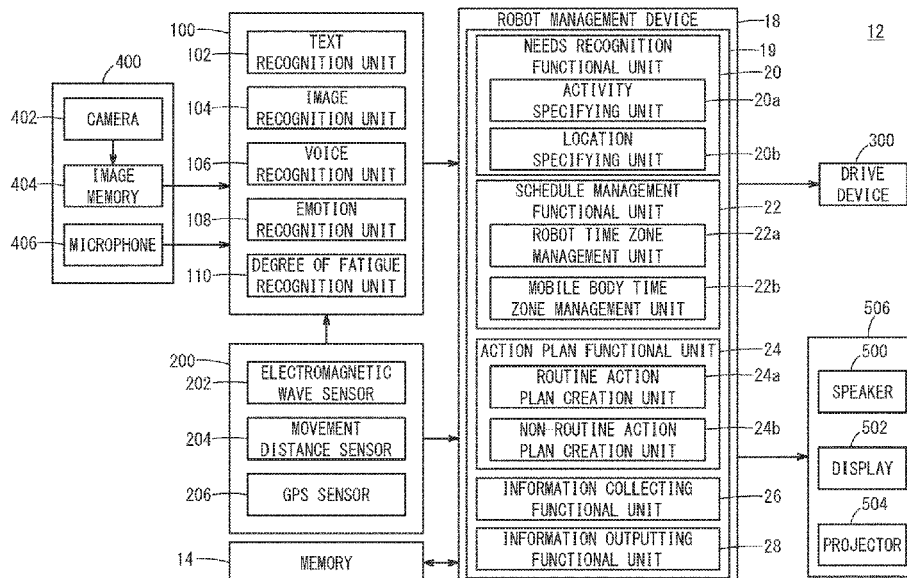 12
400
402
CAMERA
404
IMAGE
MEMORY
406
MICROPHONE
100
102
TEXT
RECOGNITION UNIT
104
IMAGE
RECOGNITION UNIT
106
VOICE
RECOGNITION UNIT
108
EMOTION
RECOGNITION UNIT
110
DEGREE OF FATIGUE
RECOGNITION UNIT
200
202
ELECTROMAGNETIC
WAVE SENSOR
204
MOVEMENT
DISTANCE SENSOR
206
GPS SENSOR
14
MEMORY
ROBOT MANAGEMENT DEVICE
18
19
NEEDS RECOGNITION
FUNCTIONAL UNIT
20
ACTIVITY
SPECIFYING UNIT
20a
LOCATION
SPECIFYING UNIT
20b
SCHEDULE MANAGEMENT
FUNCTIONAL UNIT
22
ROBOT TIME ZONE
MANAGEMENT UNIT
22a
MOBILE BODY TIME
ZONE MANAGEMENT UNIT
22b
ACTION PLAN FUNCTIONAL UNIT
24
ROUTINE ACTION
PLAN CREATION UNIT
24a
NON-ROUTINE ACTION
PLAN CREATION UNIT
24b
INFORMATION COLLECTING
FUNCTIONAL UNIT
26
INFORMATION OUTPUTTING
FUNCTIONAL UNIT
28
300
DRIVE
DEVICE
506
500
SPEAKER
502
DISPLAY
504
PROJECTOR